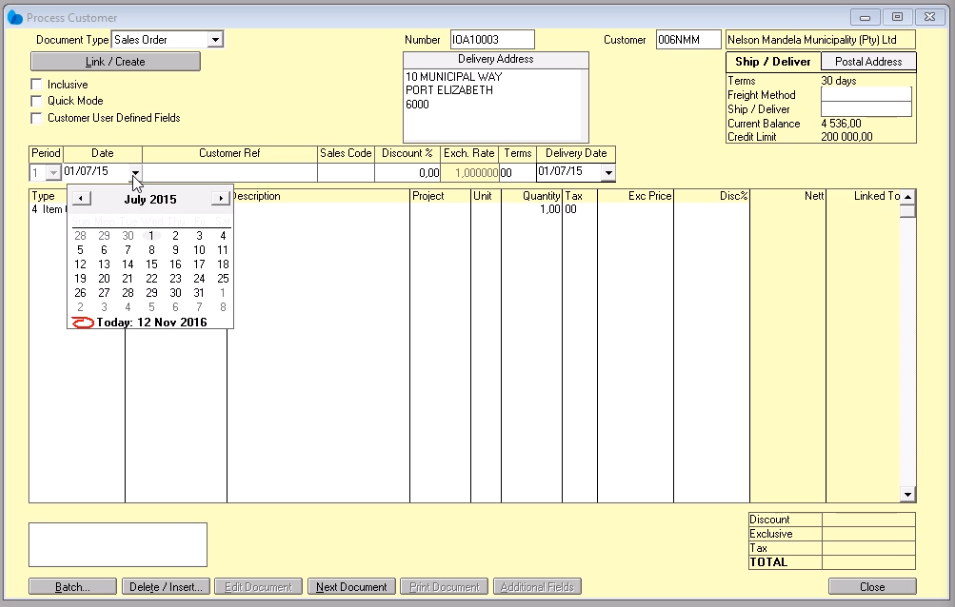 Process Customer
Document Type Sales Order Number IOA10003 Customer 006NMM Nelson Mandela Municipality (Pty) Ltd
Link / Create Delivery Address Ship / Deliver Postal Address
Inclusive 10 MUNICIPAL WAY Terms 30 days
Quick Mode PORT ELIZABETH Freight Method
Customer User Defined Fields 6000 Ship / Deliver
Current Balance 4 536,00
Credit Limit 200 000,00
Period Date Customer Ref Sales Code Discount % Exch. Rate Terms Delivery Date
1 01/07/15 0,00 1,000000 00 01/07/15
Type Description Project Unit Quantity Tax Exc Price Disc% Nett Linked To
4 Item 1,00 00
July 2015
Sun Mon Tue Wed Thu Fri Sat
28 29 30 1 2 3 4
5 6 7 8 9 10 11
12 13 14 15 16 17 18
19 20 21 22 23 24 25
26 27 28 29 30 31 1
2 3 4 5 6 7 8
Today: 12 Nov 2016
Discount
Exclusive
Tax
TOTAL
Batch... Delete / Insert... Edit Document Next Document Print Document Additional Fields Close